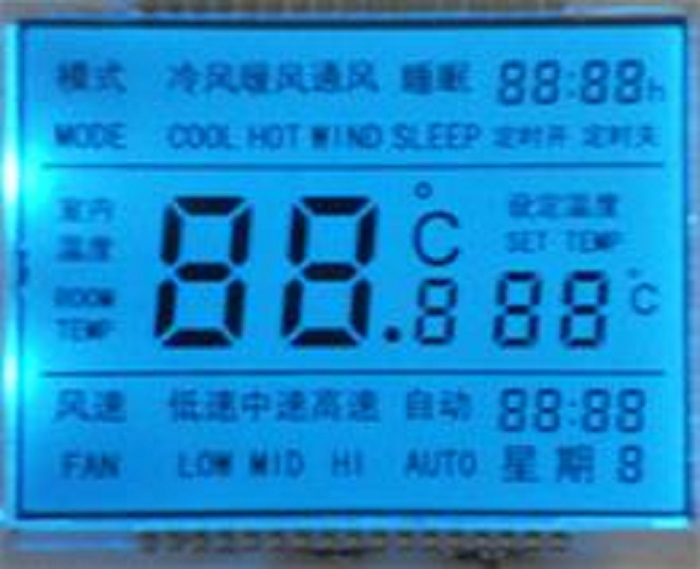 模式 冷风暖风通风 睡眠 88:88h
MODE COOL HOT WIND SLEEP 定时开 定时关
室内 温度 88.8 °C 设定温度
ROOM TEMP SET TEMP 88 °C
风速 低速中速高速 自动 88:88
FAN LOW MID HI AUTO 星期 8